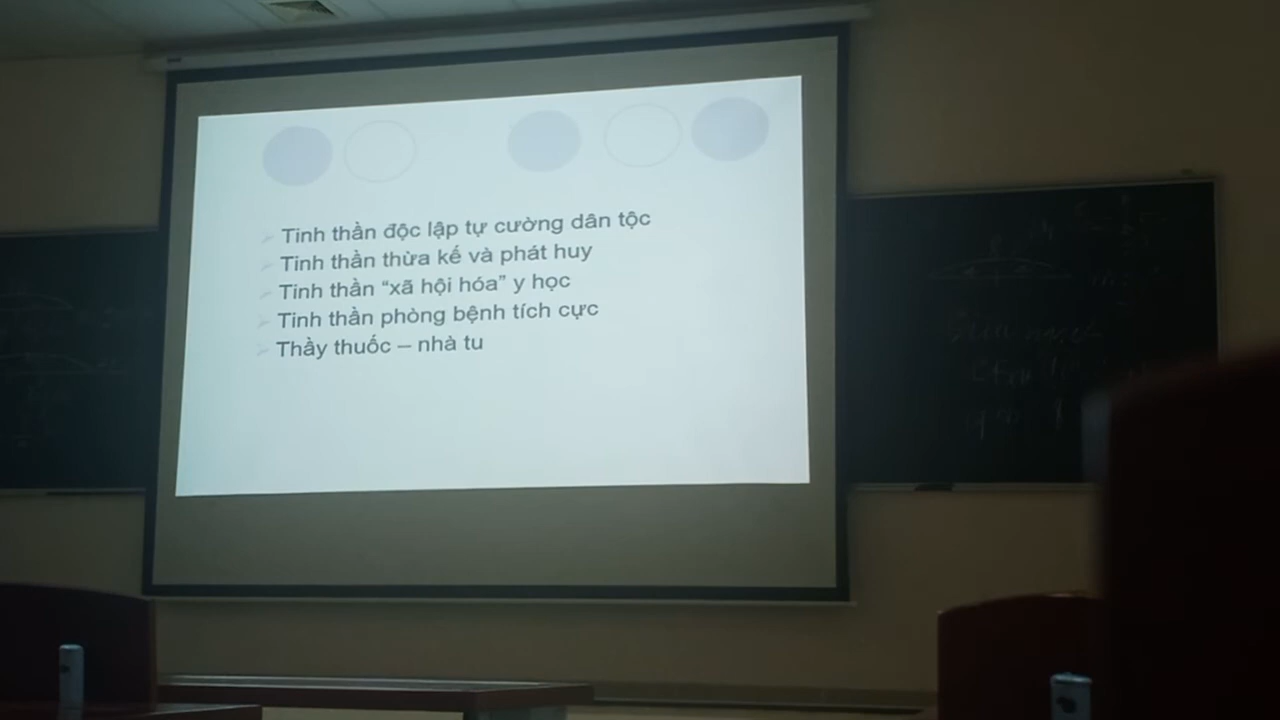 Tinh thần độc lập tự cường dân tộc
Tinh thần thừa kế và phát huy
Tinh thần “xã hội hóa” y học
Tinh thần phòng bệnh tích cực
Thầy thuốc – nhà tu